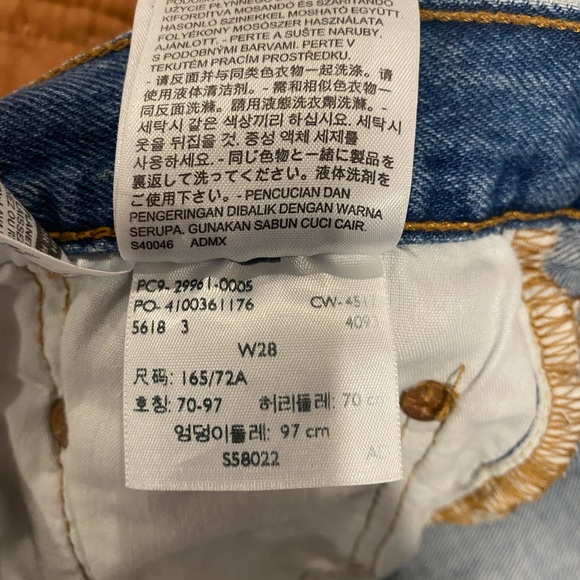 UŻYCIE PŁYNNEGO
KIFORDÍTVA MOSANDÓ ÉS SZÁRÍTANDÓ
HASONLÓ SZÍNEKKEL MOSHATÓ EGYÜTT.
FOLYÉKONY MOSÓSZER HASZNÁLATA
AJÁNLOTT. - PERTE A SUŠTE NARUBY.
S PODOBNÝMI BARVAMI. PERTE V
TEKUTÉM PRACÍM PROSTŘEDKU.
- 请反面并与同类色衣物一起洗涤。请
使用液体清洁剂。- 需和相似色衣物一
同反面洗滌。請用液態洗衣劑洗滌。-
세탁시 같은 색상끼리 하십시요. 세탁시
옷을 뒤집을 것. 중성 액체 세제를
사용하세요. - 同じ色と一緒に製品を
裏返して洗ってください。液体洗剤をご
使用下さい。- PENCUCIAN DAN
PENGERINGAN DIBALIK DENGAN WARNA
SERUPA. GUNAKAN SABUN CUCI CAIR.
S40046 ADMX
PC9- 29961-0005
PO- 4100361176 CW-
5618 3
W28
尺码: 165/72A
호칭: 70-97 허리둘레: 70
엉덩이둘레: 97 cm
S58022